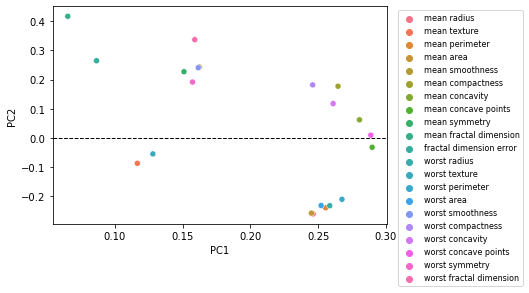 0.4
0.3
0.2
0.1
0.0
−0.1
−0.2
PC2
0.10
0.15
0.20
0.25
0.30
PC1
mean radius
mean texture
mean perimeter
mean area
mean smoothness
mean compactness
mean concavity
mean concave points
mean symmetry
mean fractal dimension
fractal dimension error
worst radius
worst texture
worst perimeter
worst area
worst smoothness
worst compactness
worst concavity
worst concave points
worst symmetry
worst fractal dimension